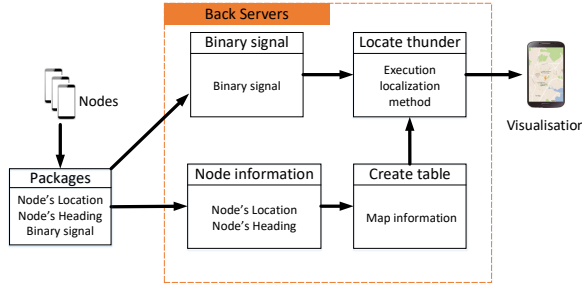 Back Servers
Binary signal
Binary signal
Locate thunder
Execution
localization
method
Nodes
Visualisation
Packages
Node's Location
Node's Heading
Binary signal
Node information
Node's Location
Node's Heading
Create table
Map information